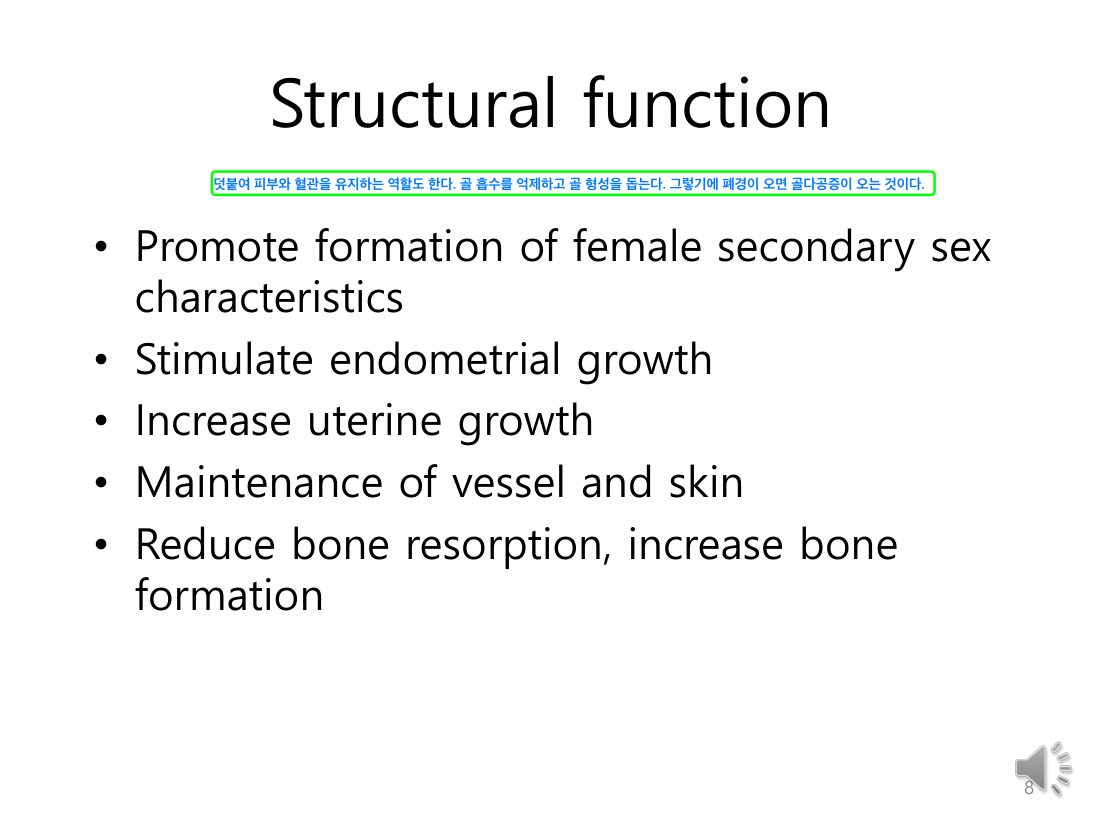 Structural function
덧붙여 피부와 혈관을 유지하는 역할도 한다. 골 흡수를 억제하고 골 형성을 돕는다. 그렇기에 폐경이 오면 골다공증이 오는 것이다.
• Promote formation of female secondary sex
characteristics
• Stimulate endometrial growth
• Increase uterine growth
• Maintenance of vessel and skin
• Reduce bone resorption, increase bone
formation
8